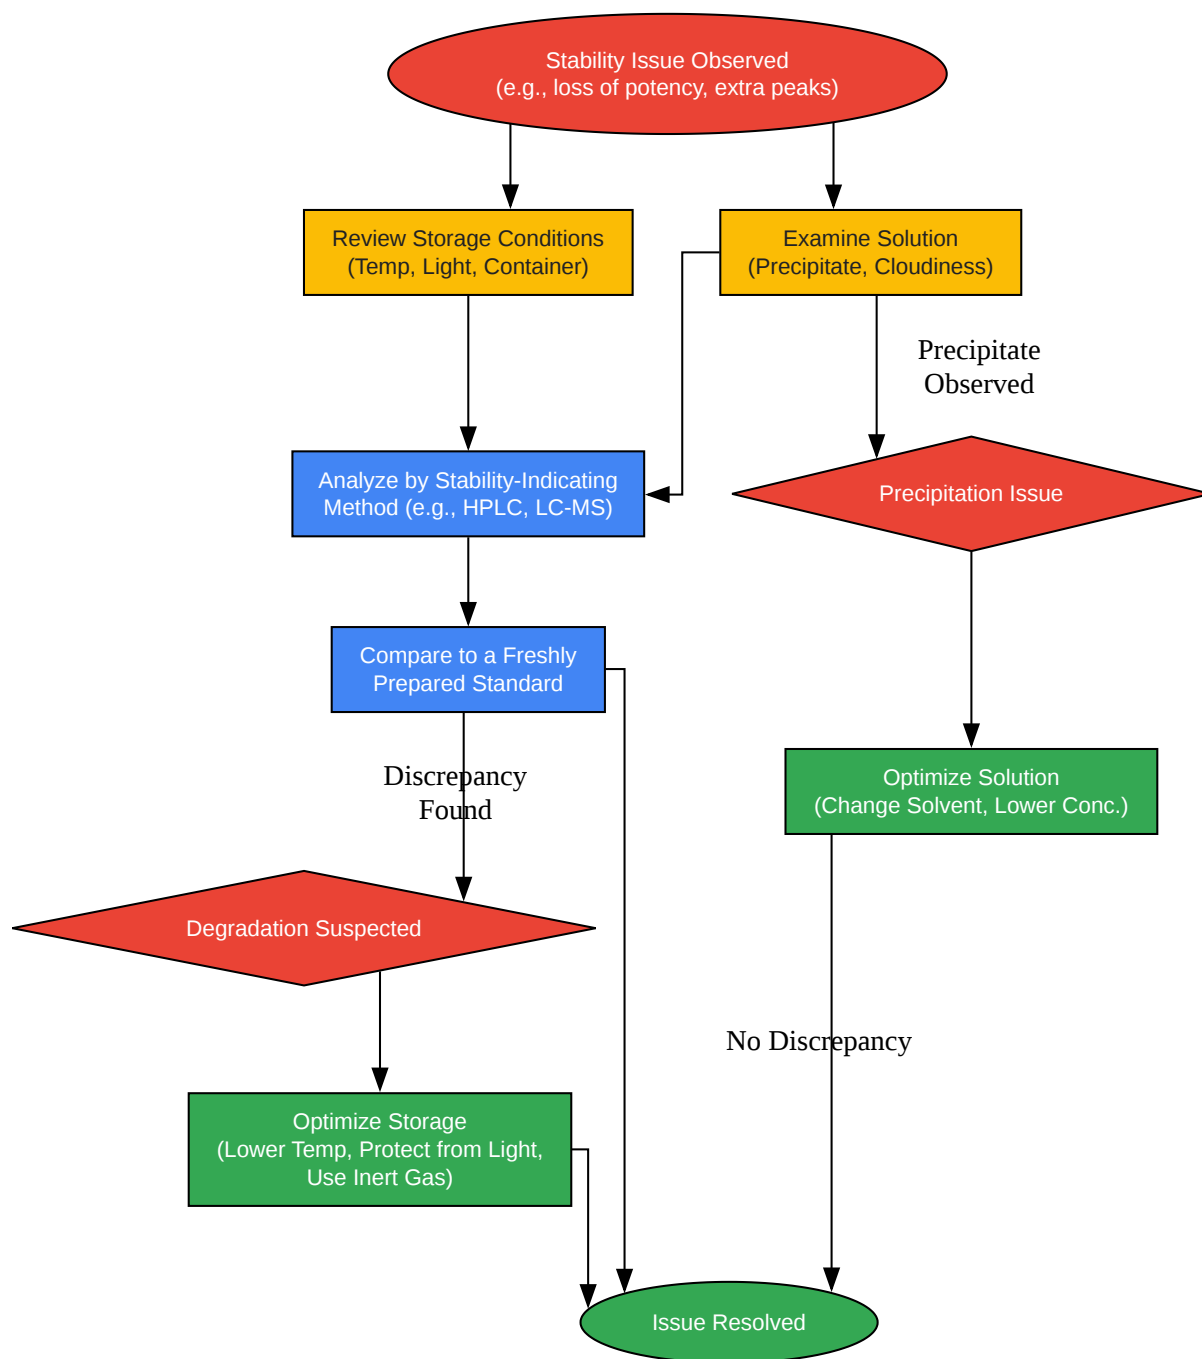 Stability Issue Observed
(e.g., loss of potency, extra peaks)
Review Storage Conditions
(Temp, Light, Container)
Examine Solution
(Precipitate, Cloudiness)
Precipitate
Observed
Analyze by Stability-Indicating
Method (e.g., HPLC, LC-MS)
Precipitation Issue
Compare to a Freshly
Prepared Standard
Discrepancy
Found
Optimize Solution
(Change Solvent, Lower Conc.)
Degradation Suspected
No Discrepancy
Optimize Storage
(Lower Temp, Protect from Light,
Use Inert Gas)
Issue Resolved